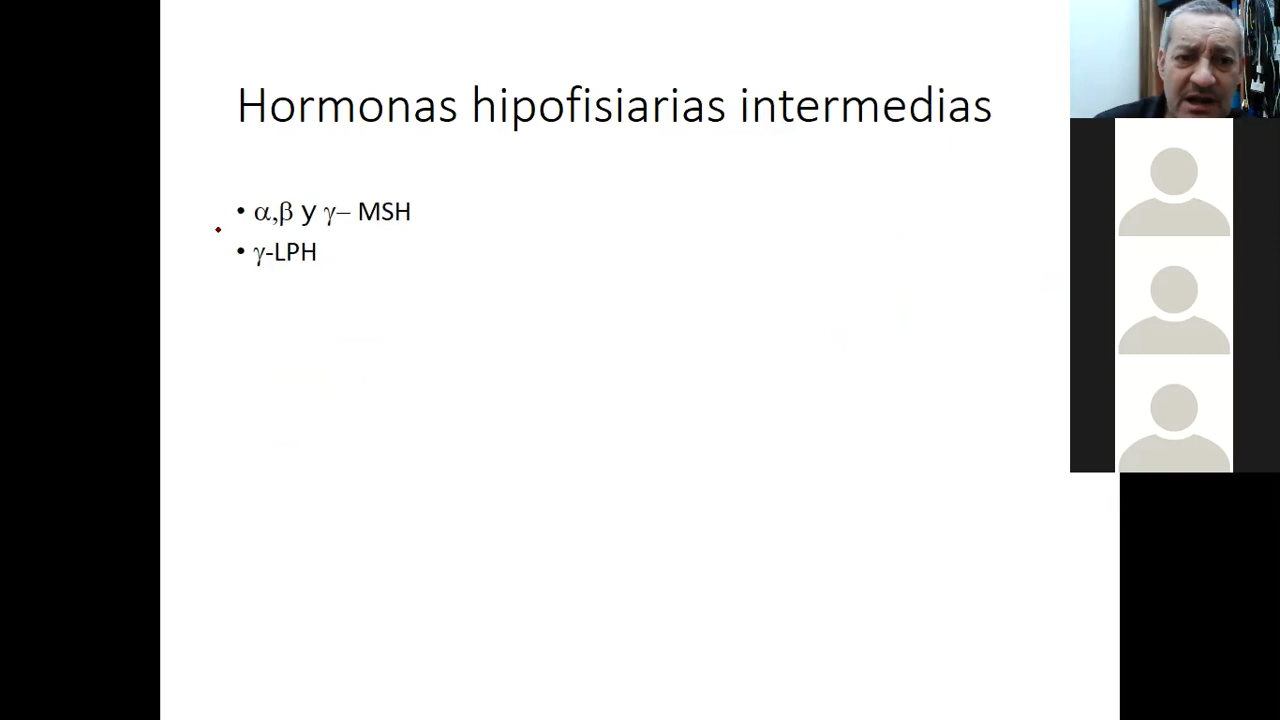 Hormonas hipofisiarias intermedias
• α,β y γ– MSH
• γ-LPH